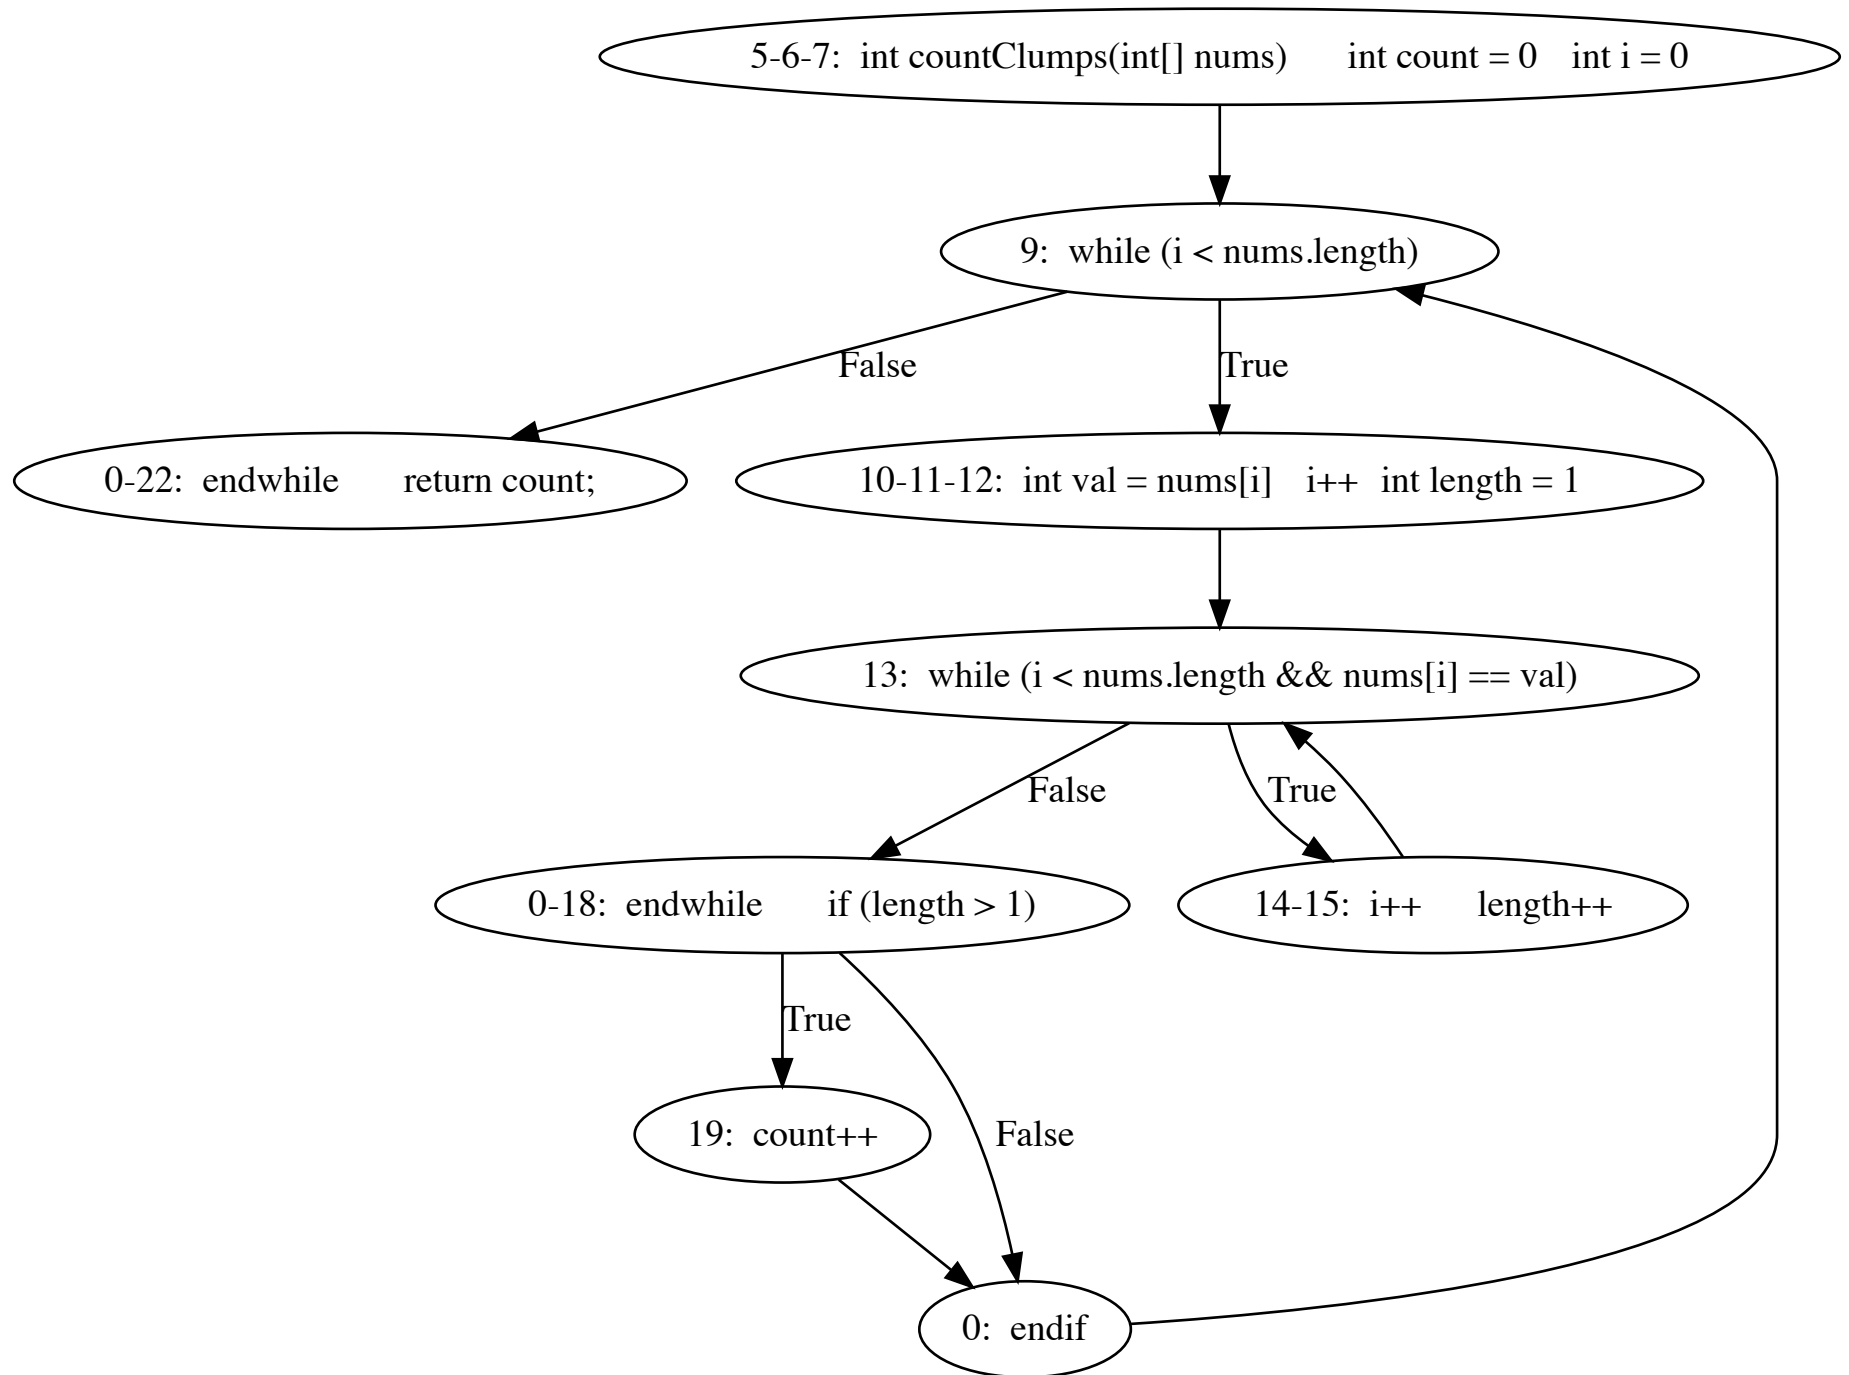 5-6-7: int countClumps(int[] nums) int count = 0 int i = 0
9: while (i < nums.length)
False
True
0-22: endwhile return count;
10-11-12: int val = nums[i] i++ int length = 1
13: while (i < nums.length && nums[i] == val)
False
True
0-18: endwhile if (length > 1)
14-15: i++ length++
True
19: count++
False
0: endif